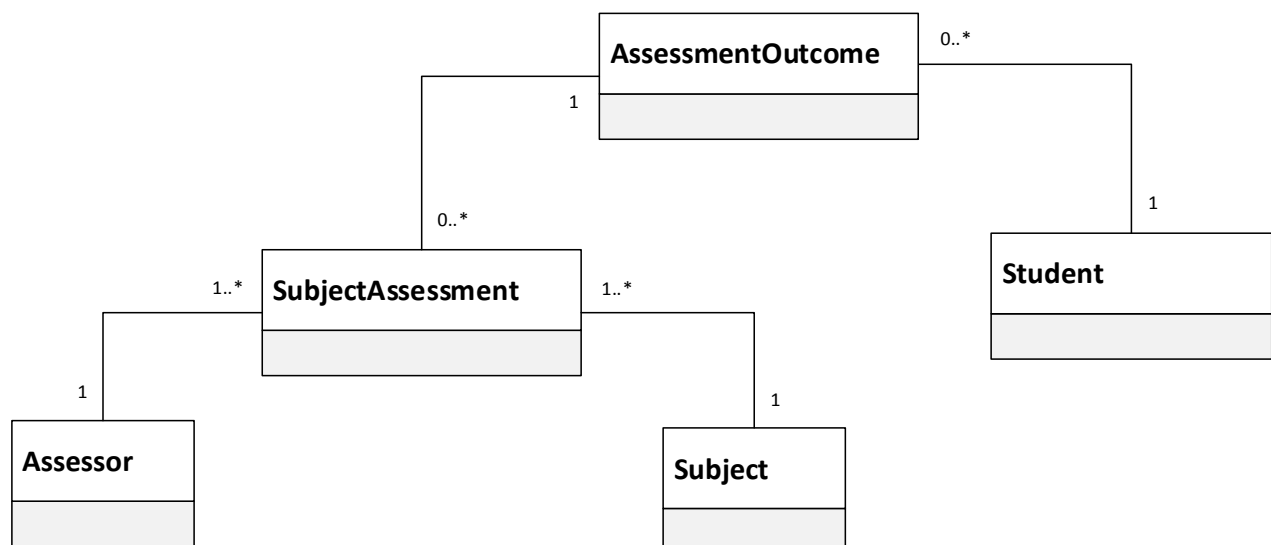 AssessmentOutcome
0..*
1
1
0..*
SubjectAssessment
Student
1..*
1..*
1
1
Assessor
Subject